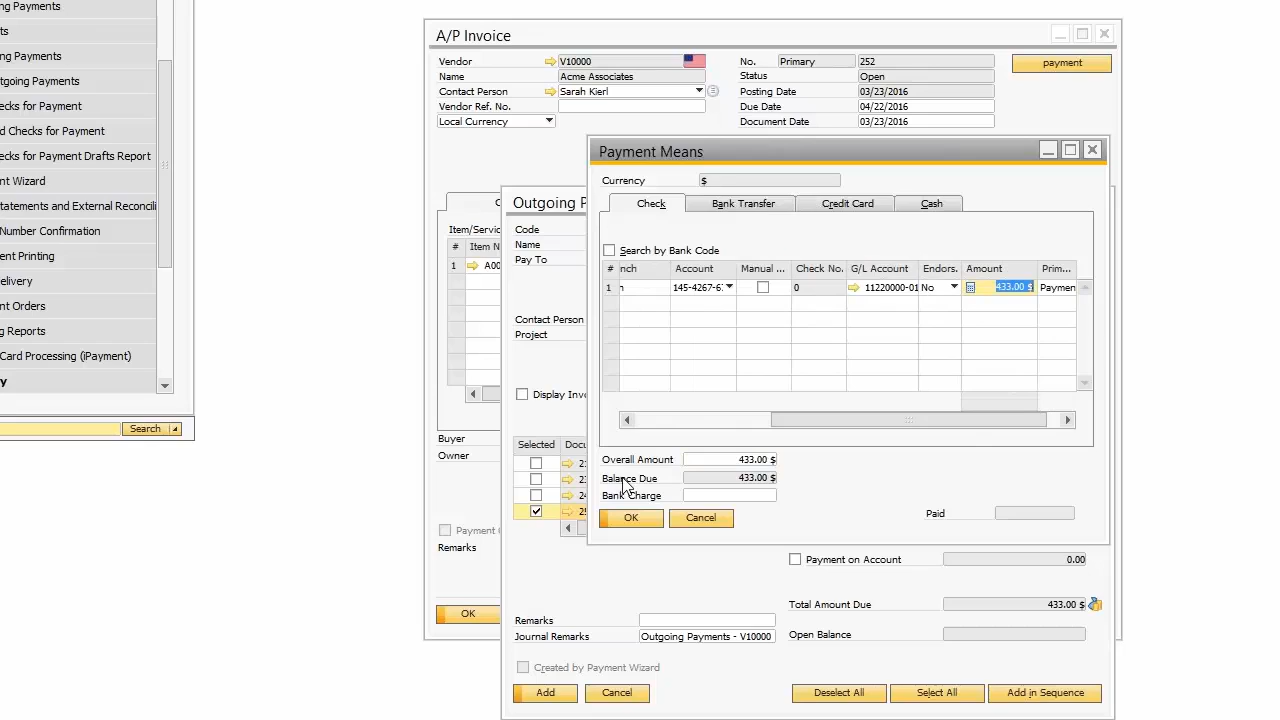 ng Payments
ts
ng Payments
utgoing Payments
ecks for Payment
d Checks for Payment
ecks for Payment Drafts Report
nt Wizard
tatements and External Reconcili
Number Confirmation
ent Printing
elivery
nt Orders
g Reports
Card Processing (iPayment)
y
Search
A/P Invoice
Vendor V10000
Name Acme Associates
Contact Person Sarah Kierl
Vendor Ref. No.
Local Currency
No. Primary 252
Status Open
Posting Date 03/23/2016
Due Date 04/22/2016
Document Date 03/23/2016
payment
C
Item/Servic
# Item N
1 A00
Buyer
Owner
Payment
Remarks
OK
Outgoing P
Code
Name
Pay To
Contact Person
Project
Display Invo
Selected Docu
21
23
24
25
Payment on Account 0.00
Total Amount Due 433.00 $
Open Balance
Remarks
Journal Remarks Outgoing Payments - V10000
Created by Payment Wizard
Add Cancel Deselect All Select All Add in Sequence
Payment Means
Currency $
Check Bank Transfer Credit Card Cash
Search by Bank Code
# nch Account Manual ... Check No. G/L Account Endors. Amount Prim...
1 145-4267-6: 0 11220000-01 No 433.00 $ Paymen
Overall Amount 433.00 $
Balance Due 433.00 $
Bank Charge
OK Cancel
Paid